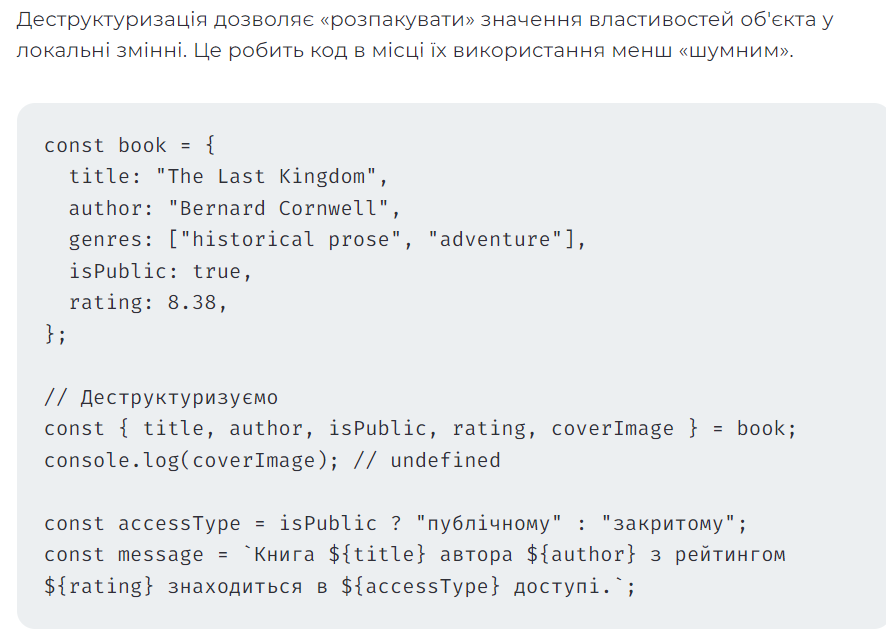 Деструктуризація дозволяє «розпакувати» значення властивостей об'єкта у
локальні змінні. Це робить код в місці їх використання менш «шумним».
const book = {
  title: "The Last Kingdom",
  author: "Bernard Cornwell",
  genres: ["historical prose", "adventure"],
  isPublic: true,
  rating: 8.38,
};
// Деструктуризуємо
const { title, author, isPublic, rating, coverImage } = book;
console.log(coverImage); // undefined
const accessType = isPublic ? "публічному" : "закритому";
const message = `Книга ${title} автора ${author} з рейтингом
${rating} знаходиться в ${accessType} доступі.`;